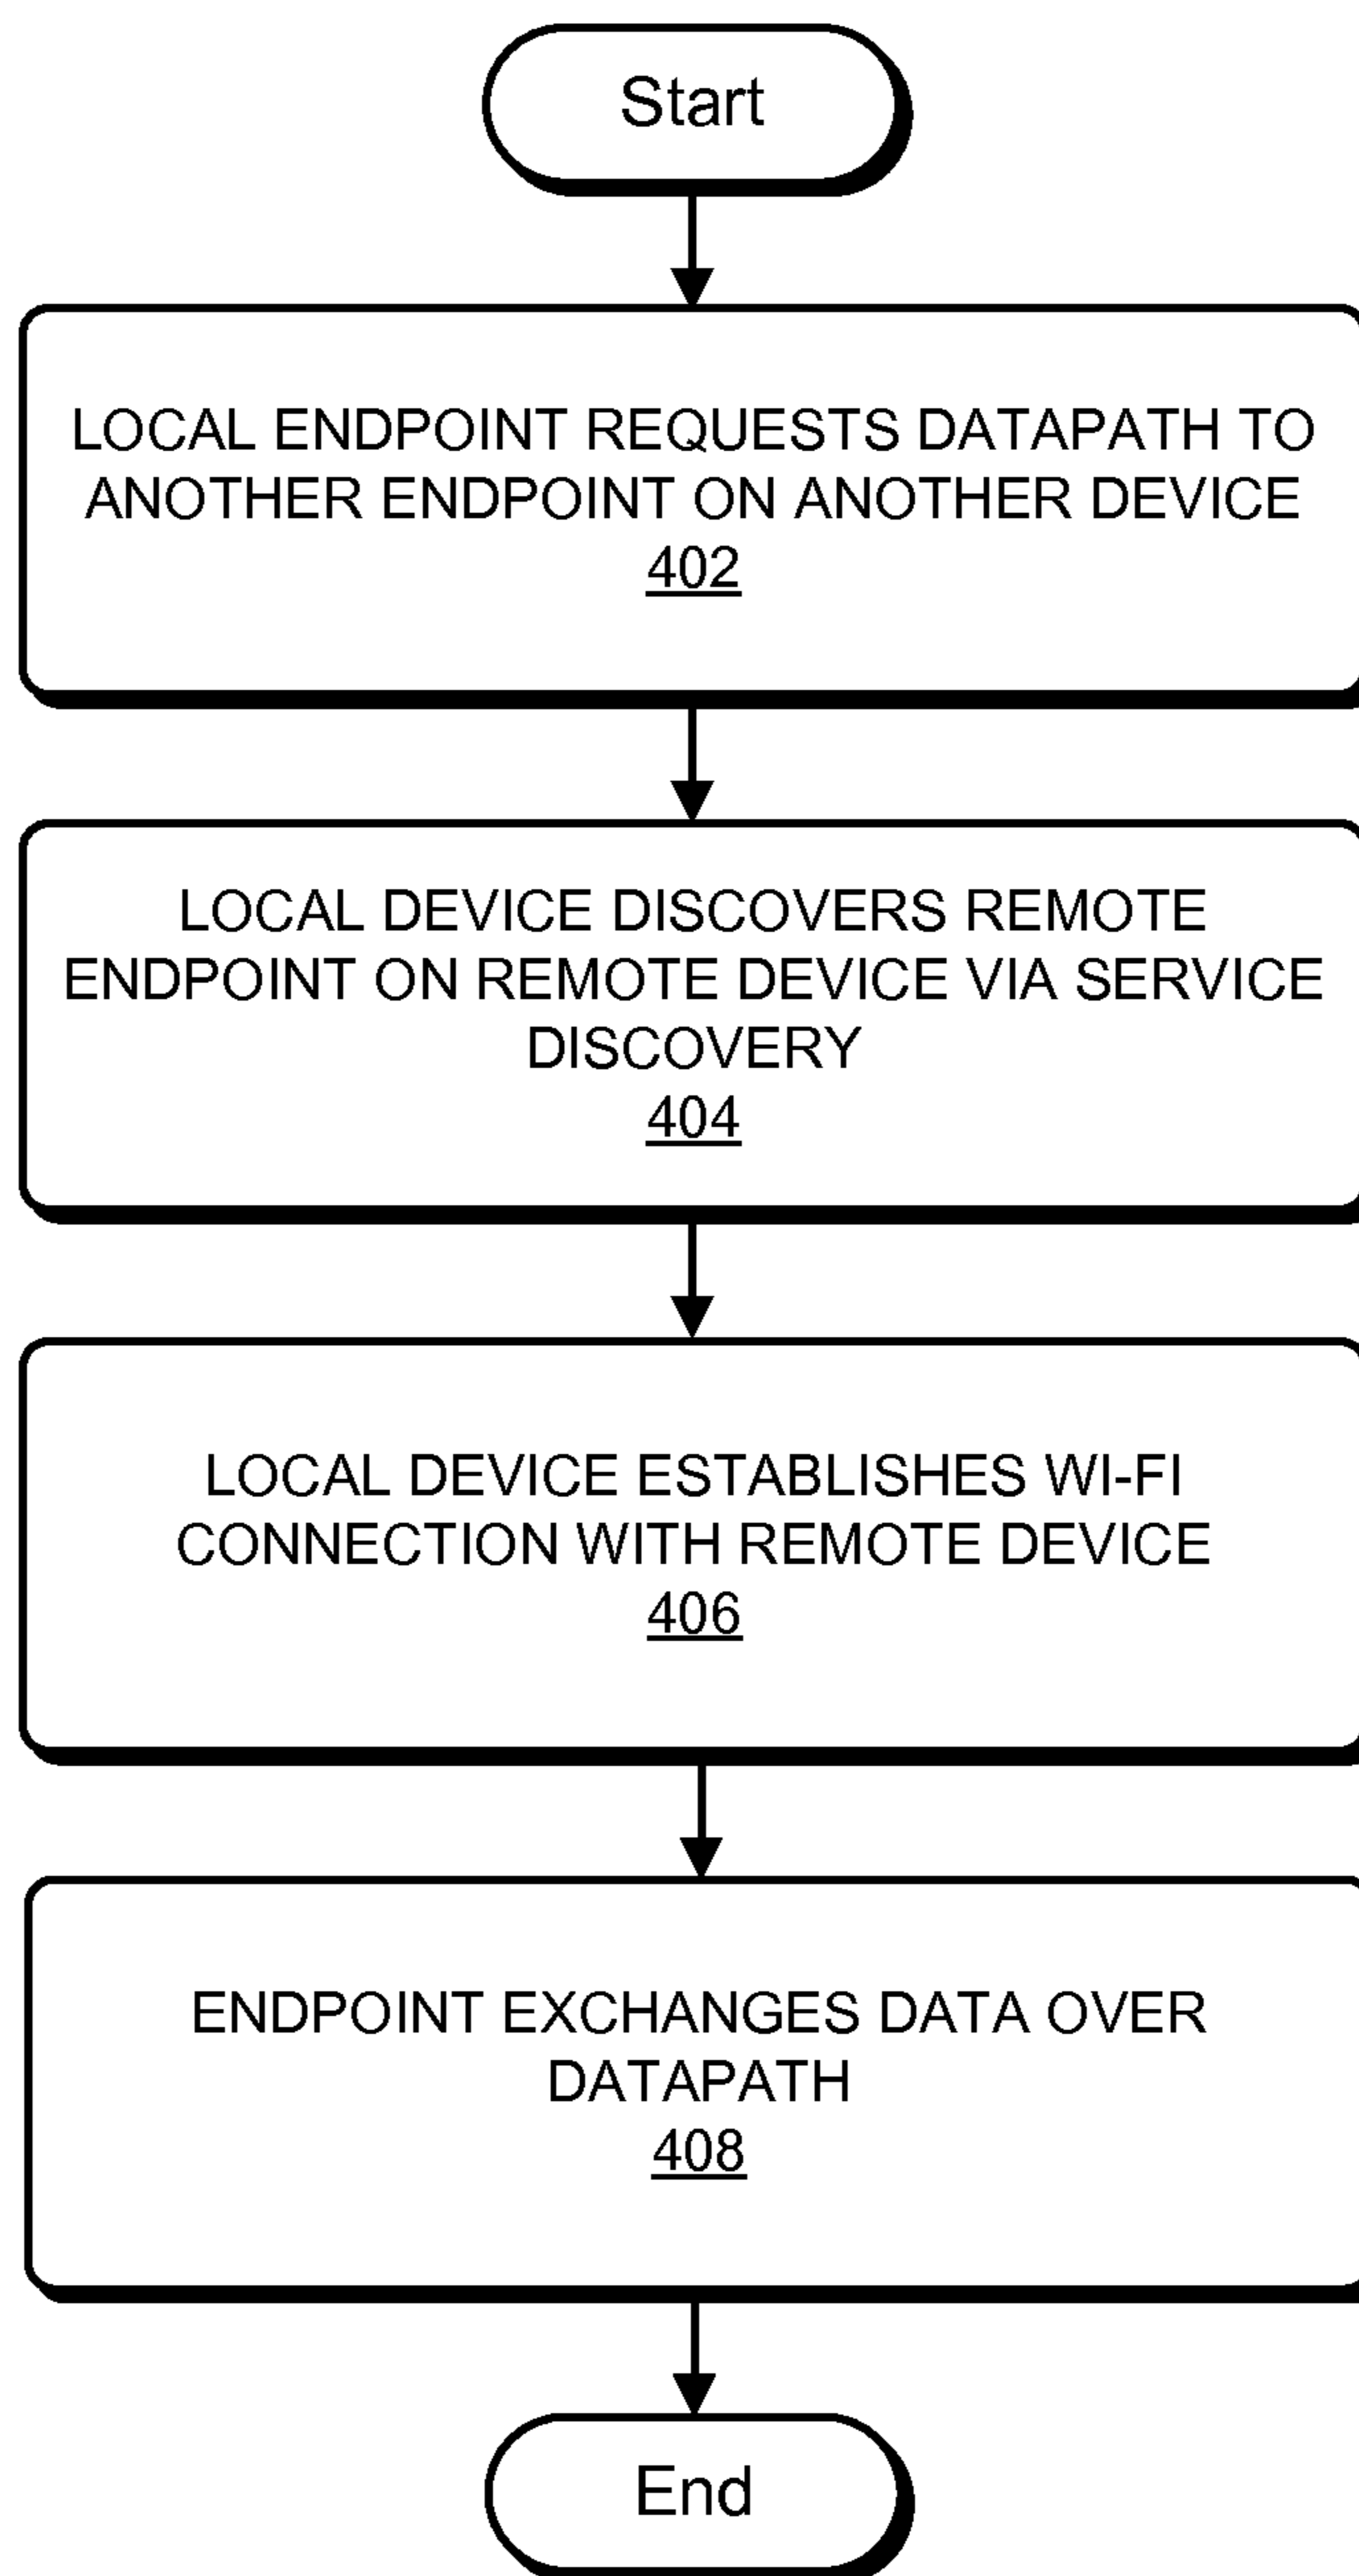 Start
LOCAL ENDPOINT REQUESTS DATAPATH TO
ANOTHER ENDPOINT ON ANOTHER DEVICE
402
LOCAL DEVICE DISCOVERS REMOTE
ENDPOINT ON REMOTE DEVICE VIA SERVICE
DISCOVERY
404
LOCAL DEVICE ESTABLISHES WI-FI
CONNECTION WITH REMOTE DEVICE
406
ENDPOINT EXCHANGES DATA OVER
DATAPATH
408
End